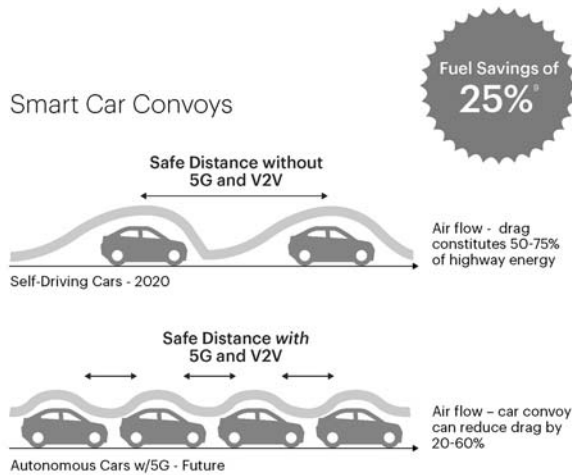 Fuel Savings of
25%⁹
Smart Car Convoys
Safe Distance without
5G and V2V
Air flow - drag
constitutes 50-75%
of highway energy
Self-Driving Cars - 2020
Safe Distance with
5G and V2V
Air flow – car convoy
can reduce drag by
20-60%
Autonomous Cars w/5G - Future